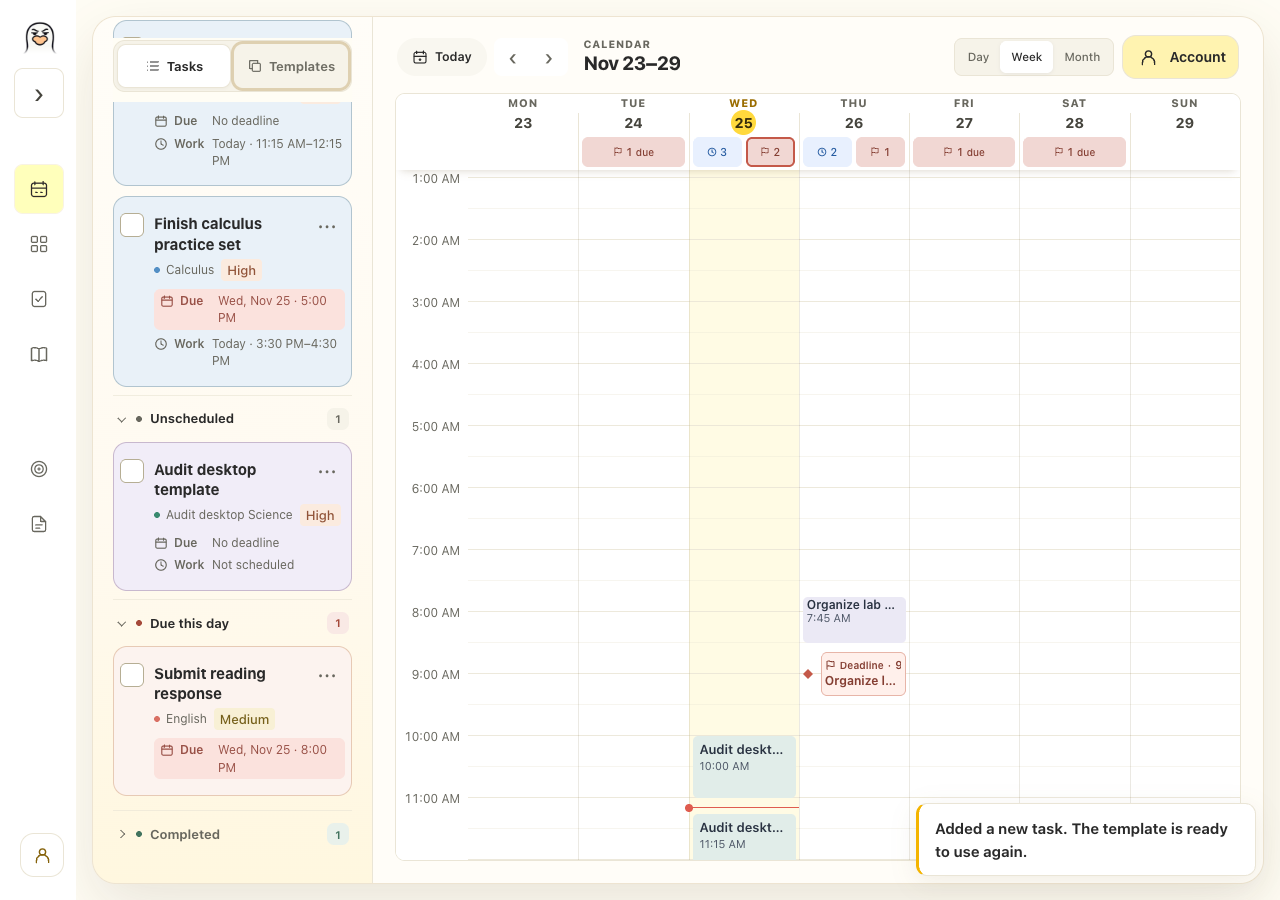 Tasks
Templates
Due No deadline
Work Today · 11:15 AM–12:15
PM
Finish calculus
practice set
Calculus High
Due Wed, Nov 25 · 5:00
PM
Work Today · 3:30 PM–4:30
PM
Unscheduled 1
Audit desktop
template
Audit desktop Science High
Due No deadline
Work Not scheduled
Due this day 1
Submit reading
response
English Medium
Due Wed, Nov 25 · 8:00
PM
Completed 1
Today
CALENDAR
Nov 23–29
Day Week Month
Account
MON TUE WED THU FRI SAT SUN
23 24 25 26 27 28 29
1 due 3 2 2 1 1 due 1 due
1:00 AM
2:00 AM
3:00 AM
4:00 AM
5:00 AM
6:00 AM
7:00 AM
8:00 AM
9:00 AM
10:00 AM
11:00 AM
Organize lab ...
7:45 AM
Deadline · 9
Organize l...
Audit deskt...
10:00 AM
Audit deskt...
11:15 AM
Added a new task. The template is ready
to use again.